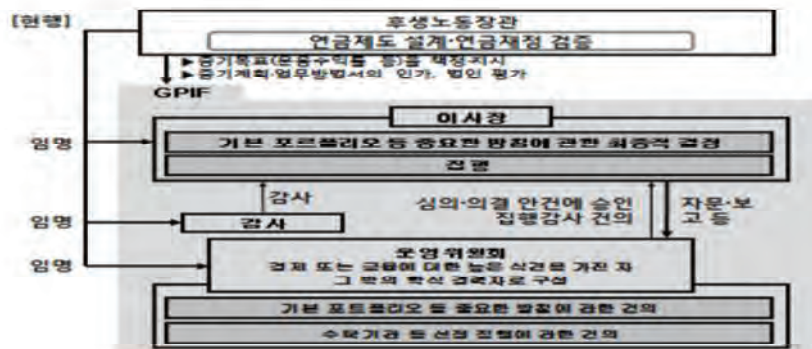 [현행]
후생노동장관
연금제도 설계·연금재정 검증
▶중기목표(운용수익률 등)을 책정·지시
▶중기계획·업무방법서의 인가, 법인 평가
GPIF
이사장
임명
기본 포르폴리오 등 중요한 방침에 관한 최종적 결정
집행
감사
심의·의결 안건에 승인
집행감사 건의
자문·보
고 등
임명
감사
임명
운영위원회
경제 또는 금융에 대한 높은 식견을 가진 자
그 밖의 학식 경륙자로 구성
기본 포트폴리오 등 중요한 방침에 관한 건의
수탁기관 등 선정 집행에 관한 건의